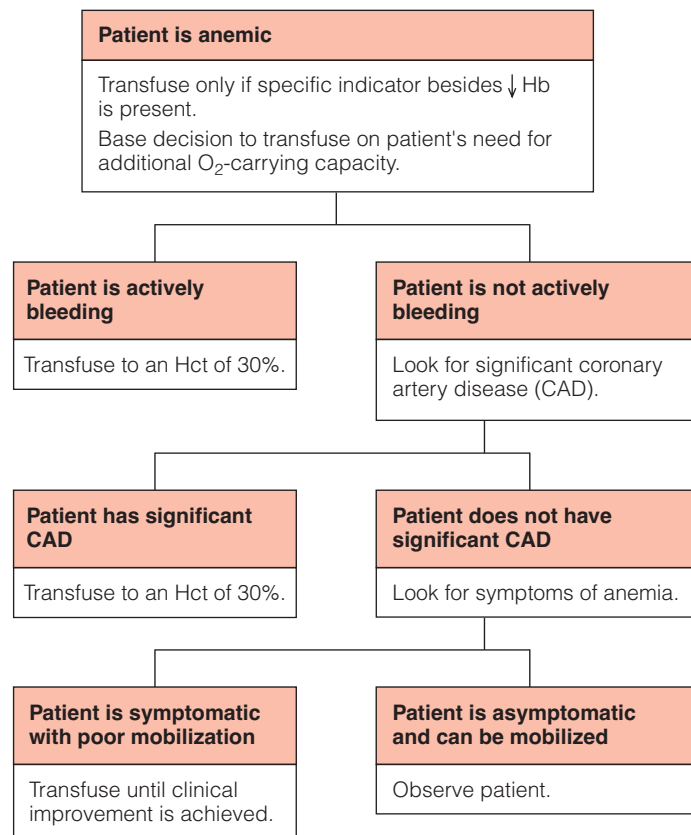 Patient is anemic
Transfuse only if specific indicator besides ↓ Hb
is present.
Base decision to transfuse on patient's need for
additional O₂-carrying capacity.
Patient is actively
bleeding
Transfuse to an Hct of 30%.
Patient is not actively
bleeding
Look for significant coronary
artery disease (CAD).
Patient has significant
CAD
Transfuse to an Hct of 30%.
Patient does not have
significant CAD
Look for symptoms of anemia.
Patient is symptomatic
with poor mobilization
Transfuse until clinical
improvement is achieved.
Patient is asymptomatic
and can be mobilized
Observe patient.